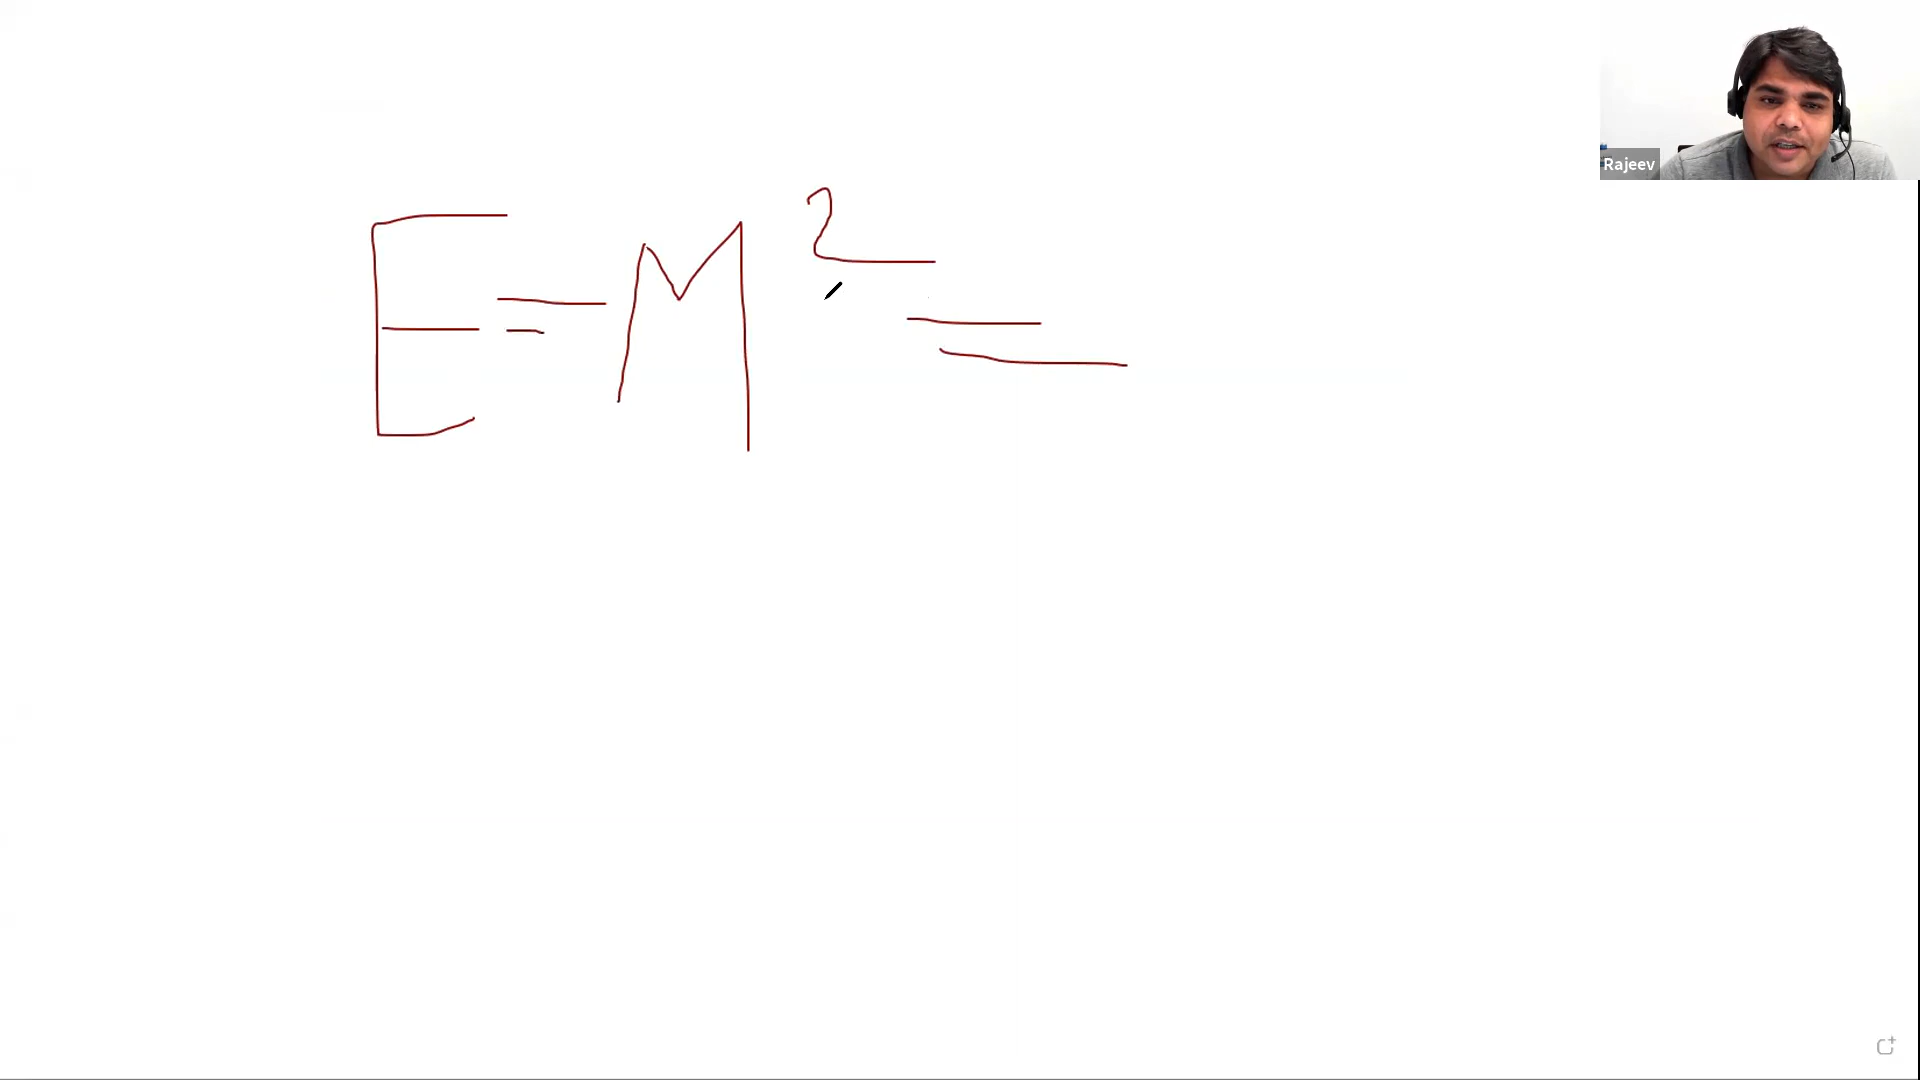 E = M² =
Rajeev